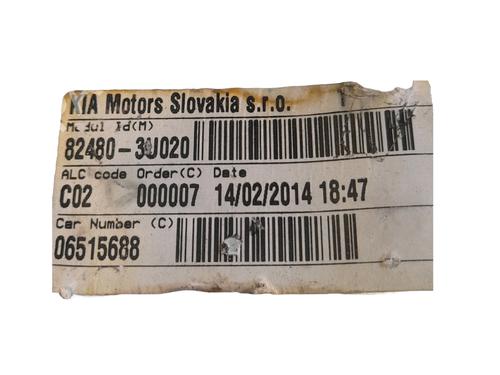 KIA Motors Slovakia s.r.o.
Modul Id(M)
82480-3U020
ALC code Order(C) Date
C02 000007 14/02/2014 18:47
Car Number (C)
06515688